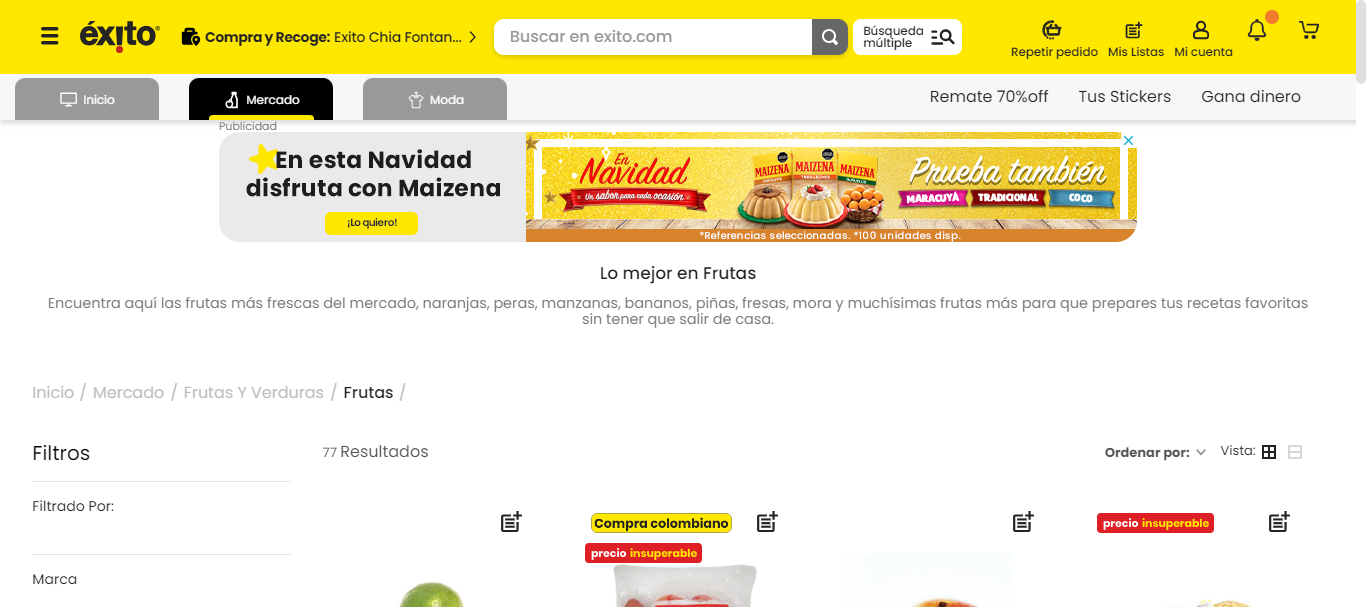 éxito
Compra y Recoge: Exito Chia Fontan...
Buscar en exito.com
Búsqueda
múltiple
Repetir pedido
Mis Listas
Mi cuenta
Inicio
Mercado
Moda
Remate 70%off
Tus Stickers
Gana dinero
Publicidad
En esta Navidad
disfruta con Maizena
¡Lo quiero!
En
Navidad
Un sabor para cada ocasión
MAIZENA
MAIZENA
MAIZENA
Prueba también
MARACUYÁ
TRADICIONAL
COCO
*Referencias seleccionadas. *100 unidades disp.
Lo mejor en Frutas
Encuentra aquí las frutas más frescas del mercado, naranjas, peras, manzanas, bananos, piñas, fresas, mora y muchísimas frutas más para que prepares tus recetas favoritas
sin tener que salir de casa.
Inicio / Mercado / Frutas Y Verduras / Frutas /
Filtros
77 Resultados
Ordenar por:
Vista:
Filtrado Por:
Marca
Compra colombiano
precio insuperable
precio insuperable